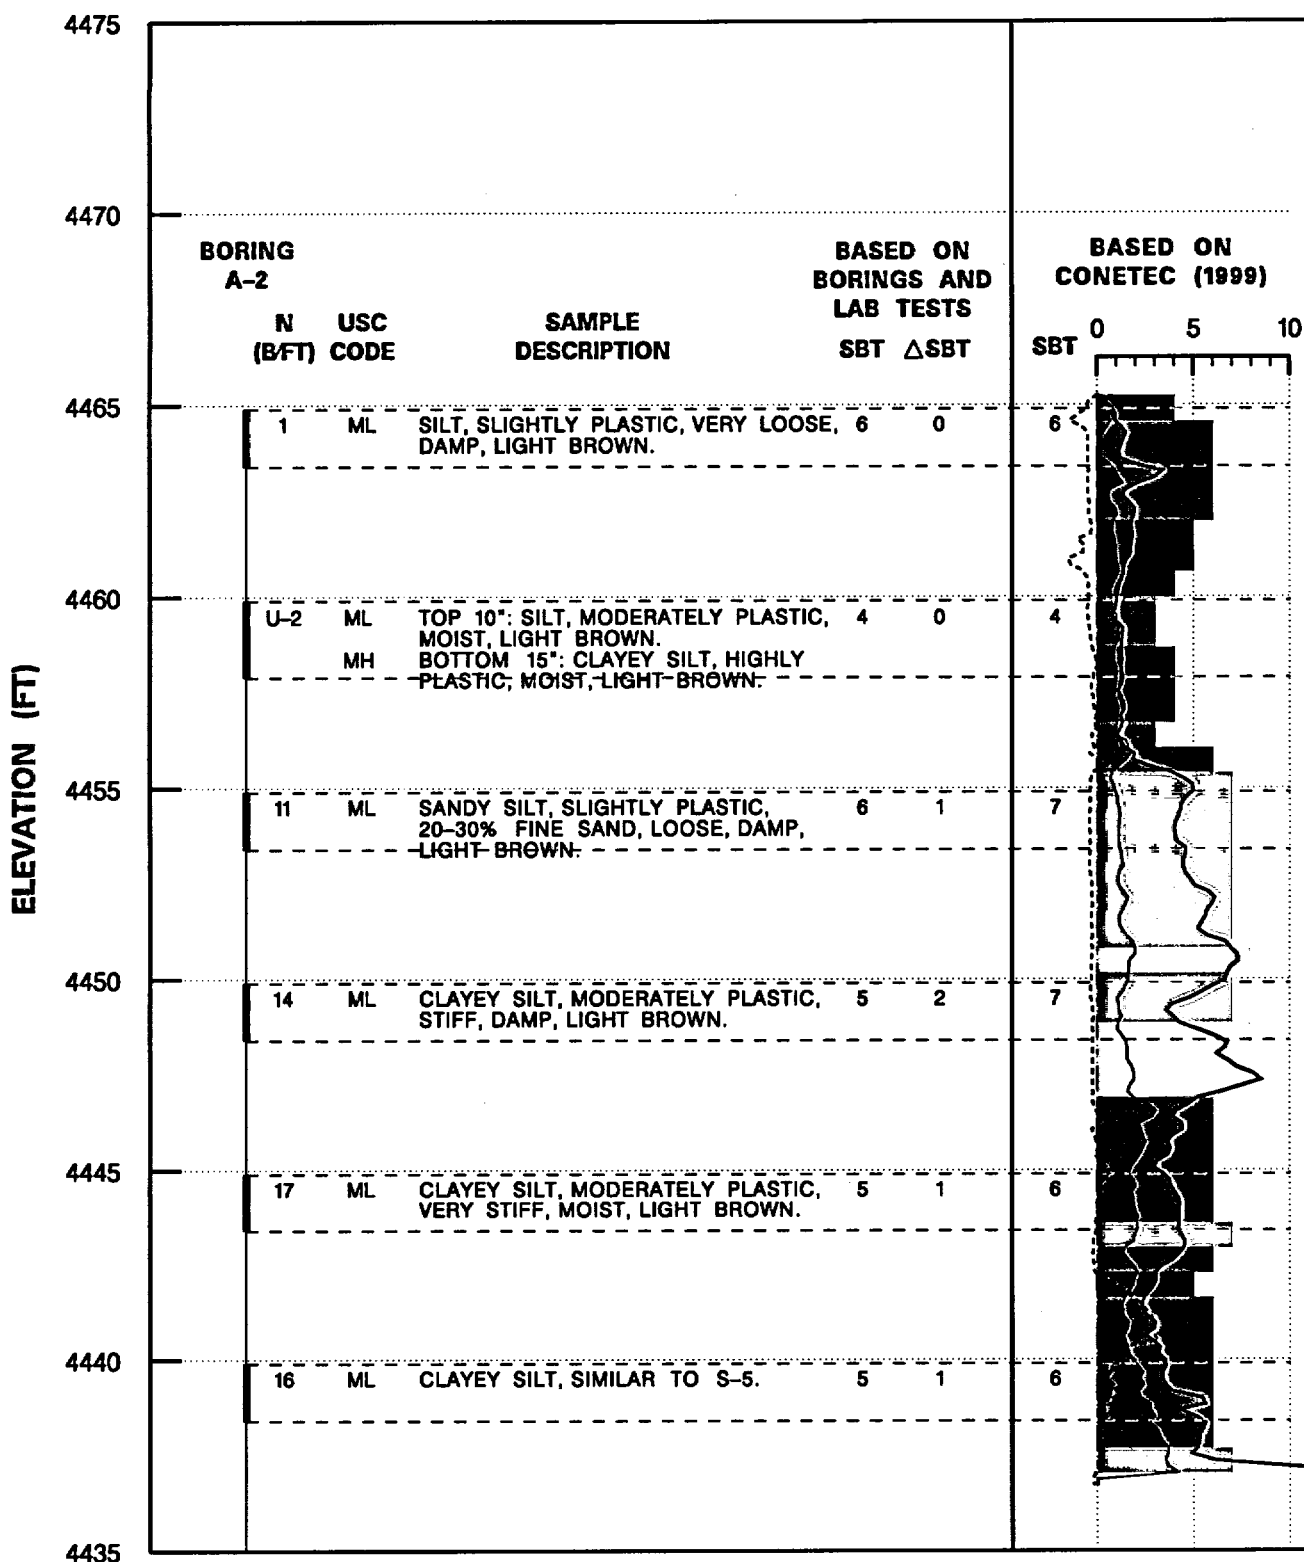 4475
4470
BORING
A-2
BASED ON
BORINGS AND
LAB TESTS
BASED ON
CONETEC (1999)
N
(B/FT)
USC
CODE
SAMPLE
DESCRIPTION
SBT ΔSBT
SBT
0 5 10
4465
1 ML SILT, SLIGHTLY PLASTIC, VERY LOOSE, 6 0 6
DAMP, LIGHT BROWN.
4460
U-2 ML TOP 10": SILT, MODERATELY PLASTIC, 4 0 4
MOIST, LIGHT BROWN.
MH BOTTOM 15": CLAYEY SILT, HIGHLY
PLASTIC, MOIST, LIGHT BROWN.
ELEVATION (FT)
4455
11 ML SANDY SILT, SLIGHTLY PLASTIC, 6 1 7
20-30% FINE SAND, LOOSE, DAMP,
LIGHT BROWN.
4450
14 ML CLAYEY SILT, MODERATELY PLASTIC, 5 2 7
STIFF, DAMP, LIGHT BROWN.
4445
17 ML CLAYEY SILT, MODERATELY PLASTIC, 5 1 6
VERY STIFF, MOIST, LIGHT BROWN.
4440
16 ML CLAYEY SILT, SIMILAR TO S-5. 5 1 6
4435